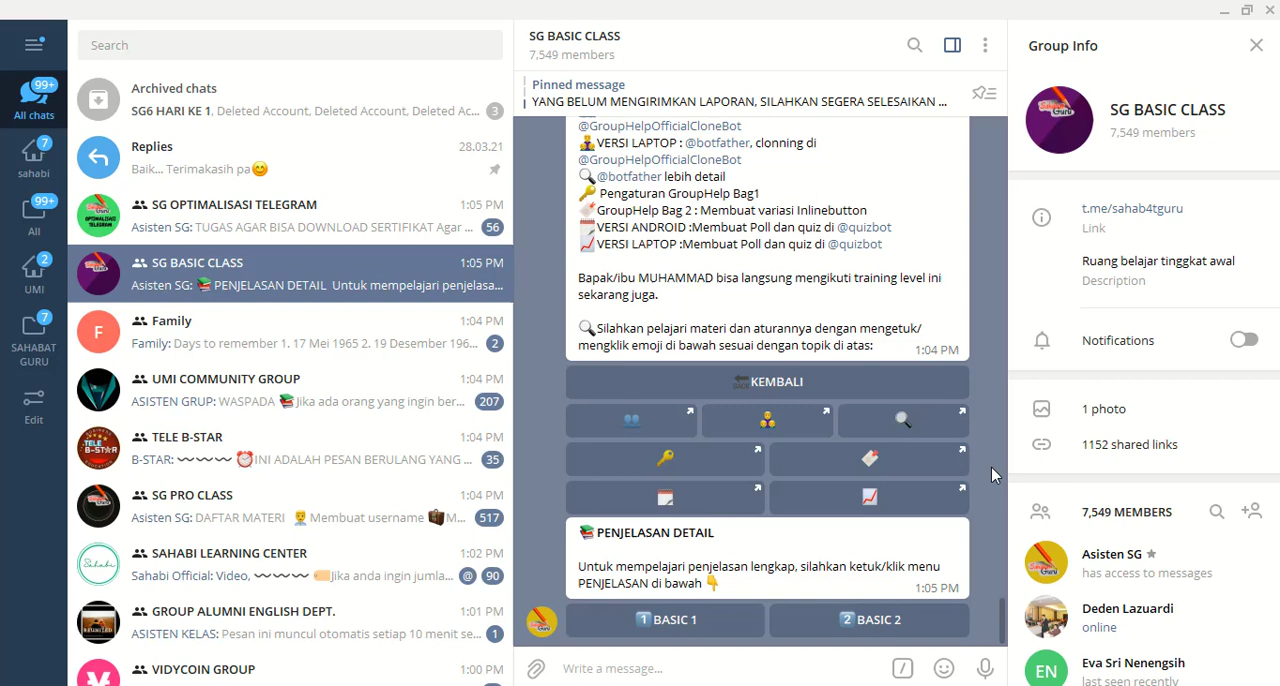 99+
All chats
7
sahabi
99+
All
2
UMI
7
SAHABAT
GURU
Edit
Search
Archived chats
SG6 HARI KE 1, Deleted Account, Deleted Account, Deleted Ac...
3
Replies
28.03.21
Baik... Terimakasih pa😊
SG OPTIMALISASI TELEGRAM
1:05 PM
Asisten SG: TUGAS AGAR BISA DOWNLOAD SERTIFIKAT Agar ...
56
SG BASIC CLASS
1:05 PM
Asisten SG: 📚 PENJELASAN DETAIL Untuk mempelajari penjelasa...
F
Family
1:04 PM
Family: Days to remember 1. 17 Mei 1965 2. 19 Desember 196...
2
UMI COMMUNITY GROUP
1:04 PM
ASISTEN GRUP: WASPADA 📚Jika ada orang yang ingin ber...
207
TELE B-STAR
1:04 PM
B-STAR: 〰〰〰 ⏰INI ADALAH PESAN BERULANG YANG ...
35
SG PRO CLASS
1:04 PM
Asisten SG: DAFTAR MATERI 👨‍💼Membuat username 💼M...
517
SAHABI LEARNING CENTER
1:02 PM
Sahabi Official: Video, 〰〰〰 🏷Jika anda ingin jumla...
@ 90
GROUP ALUMNI ENGLISH DEPT.
1:01 PM
ASISTEN KELAS: Pesan ini muncul otomatis setiap 10 menit se...
1
VIDYCOIN GROUP
1:00 PM
SG BASIC CLASS
7,549 members
Pinned message
YANG BELUM MENGIRIMKAN LAPORAN, SILAHKAN SEGERA SELESAIKAN ...
@GroupHelpOfficialCloneBot
VERSI LAPTOP : @botfather, clonning di
@GroupHelpOfficialCloneBot
🔍@botfather lebih detail
🔑 Pengaturan GroupHelp Bag1
🏷GroupHelp Bag 2 : Membuat variasi Inlinebutton
🗒VERSI ANDROID :Membuat Poll dan quiz di @quizbot
📈VERSI LAPTOP :Membuat Poll dan quiz di @quizbot
Bapak/ibu MUHAMMAD bisa langsung mengikuti training level ini
sekarang juga.
🔍Silahkan pelajari materi dan aturannya dengan mengetuk/
mengklik emoji di bawah sesuai dengan topik di atas:
1:04 PM
🔙KEMBALI
📚PENJELASAN DETAIL
Untuk mempelajari penjelasan lengkap, silahkan ketuk/klik menu
PENJELASAN di bawah 👇
1:05 PM
1️⃣ BASIC 1
2️⃣ BASIC 2
Write a message...
Group Info
SG BASIC CLASS
7,549 members
t.me/sahab4tguru
Link
Ruang belajar tinggkat awal
Description
Notifications
1 photo
1152 shared links
7,549 MEMBERS
Asisten SG
has access to messages
Deden Lazuardi
online
EN
Eva Sri Nenengsih
last seen recently